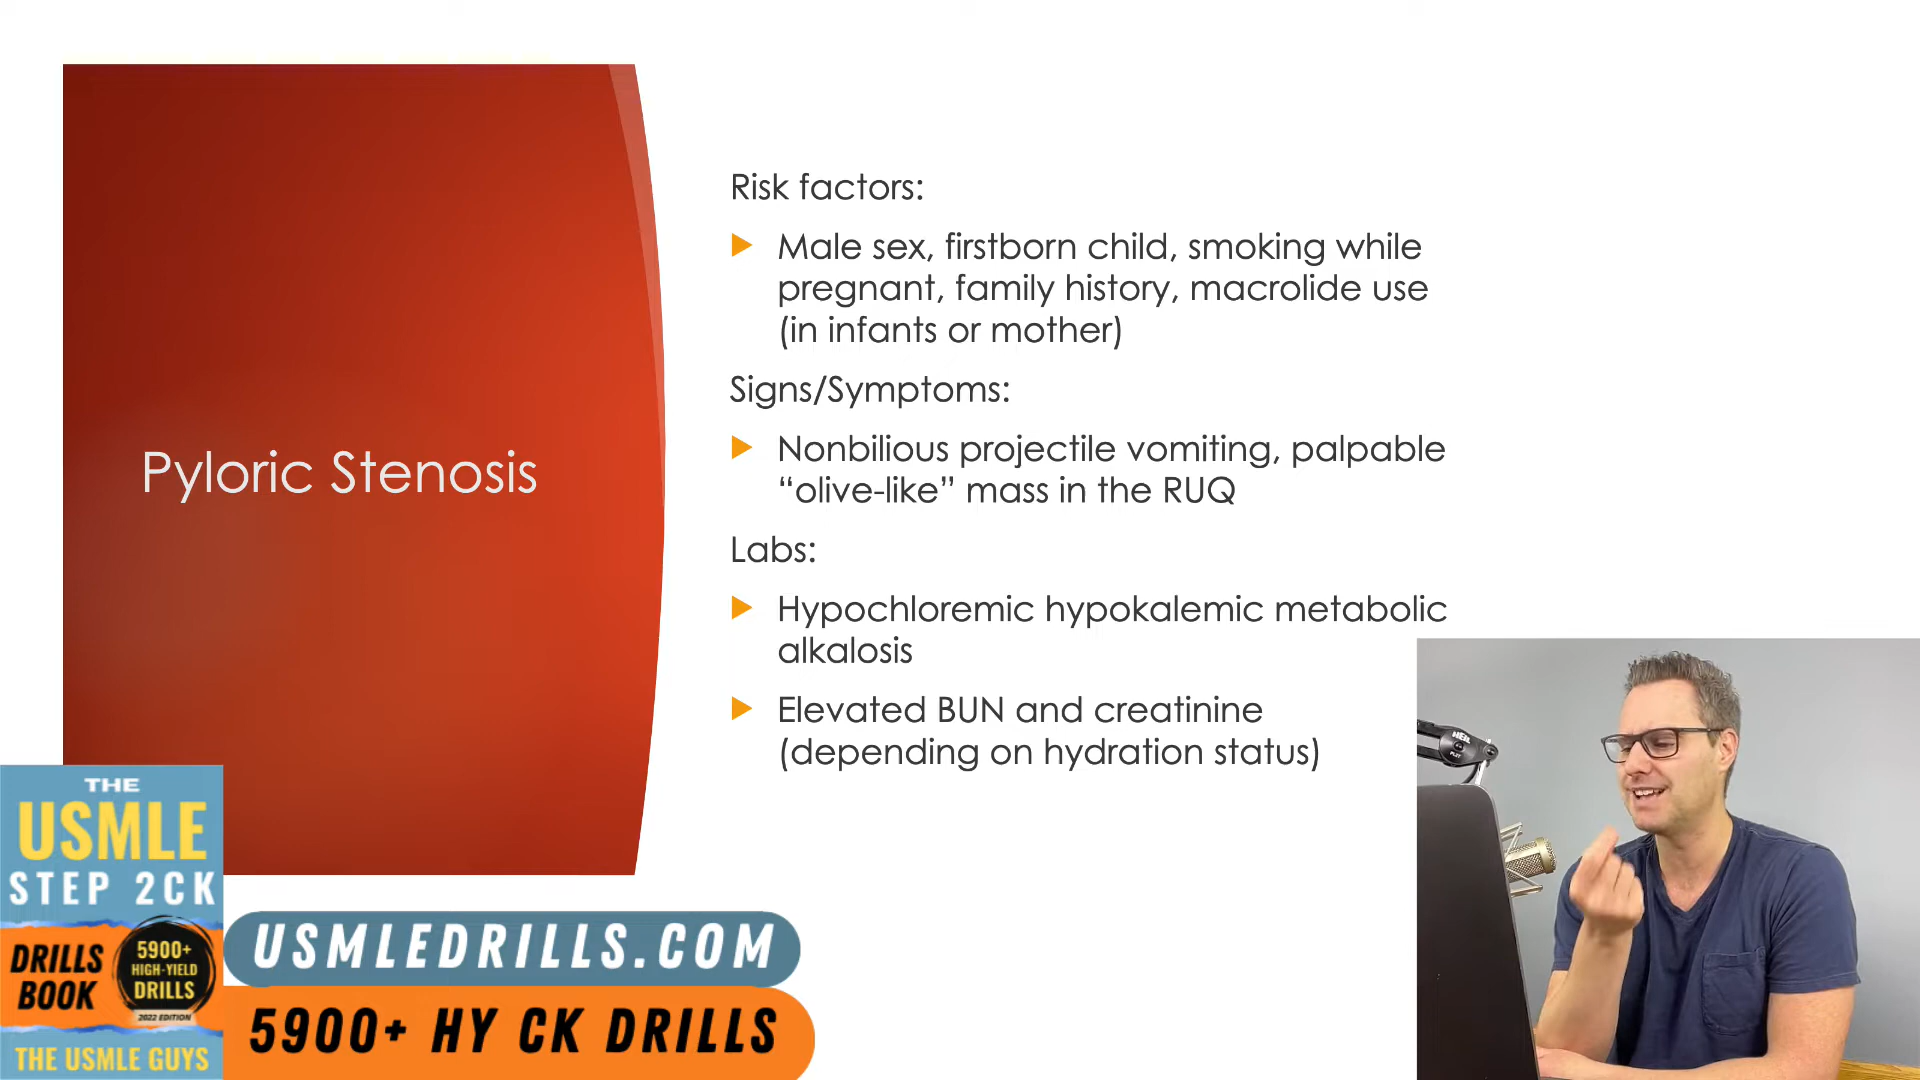 Pyloric Stenosis
Risk factors:
Male sex, firstborn child, smoking while
pregnant, family history, macrolide use
(in infants or mother)
Signs/Symptoms:
Nonbilious projectile vomiting, palpable
“olive-like” mass in the RUQ
Labs:
Hypochloremic hypokalemic metabolic
alkalosis
Elevated BUN and creatinine
(depending on hydration status)
THE
USMLE
STEP 2CK
DRILLS
BOOK
5900+
HIGH-YIELD
DRILLS
2022 EDITION
THE USMLE GUYS
USMLEDRILLS.COM
5900+ HY CK DRILLS
HEIL